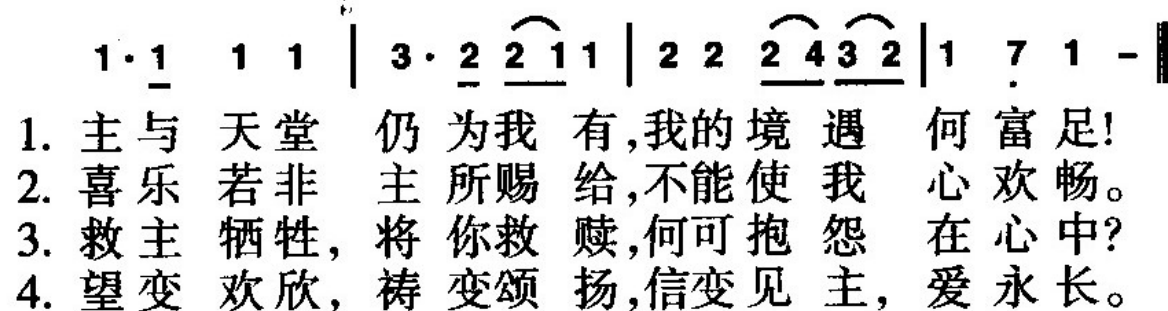 1· 1 1 1 | 3· 2 2 1 1 | 2 2 2 4 3 2 | 1 7 1 - ‖
1. 主与 天堂 仍 为我 有,我的境 遇 何富足!
2. 喜乐 若非 主 所赐 给,不能使 我 心欢畅。
3. 救主 牺牲, 将 你救 赎,何可抱 怨 在心中?
4. 望变 欢欣, 祷 变颂 扬,信变见 主, 爱永长。